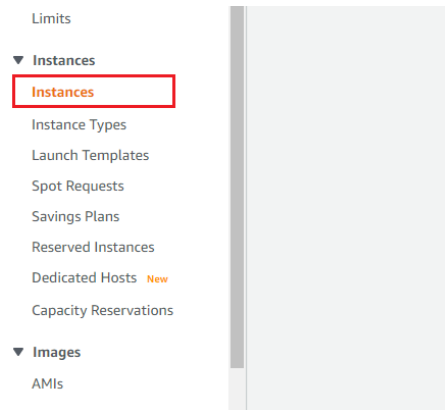 Limits
Instances
Instances
Instance Types
Launch Templates
Spot Requests
Savings Plans
Reserved Instances
Dedicated Hosts New
Capacity Reservations
Images
AMIs